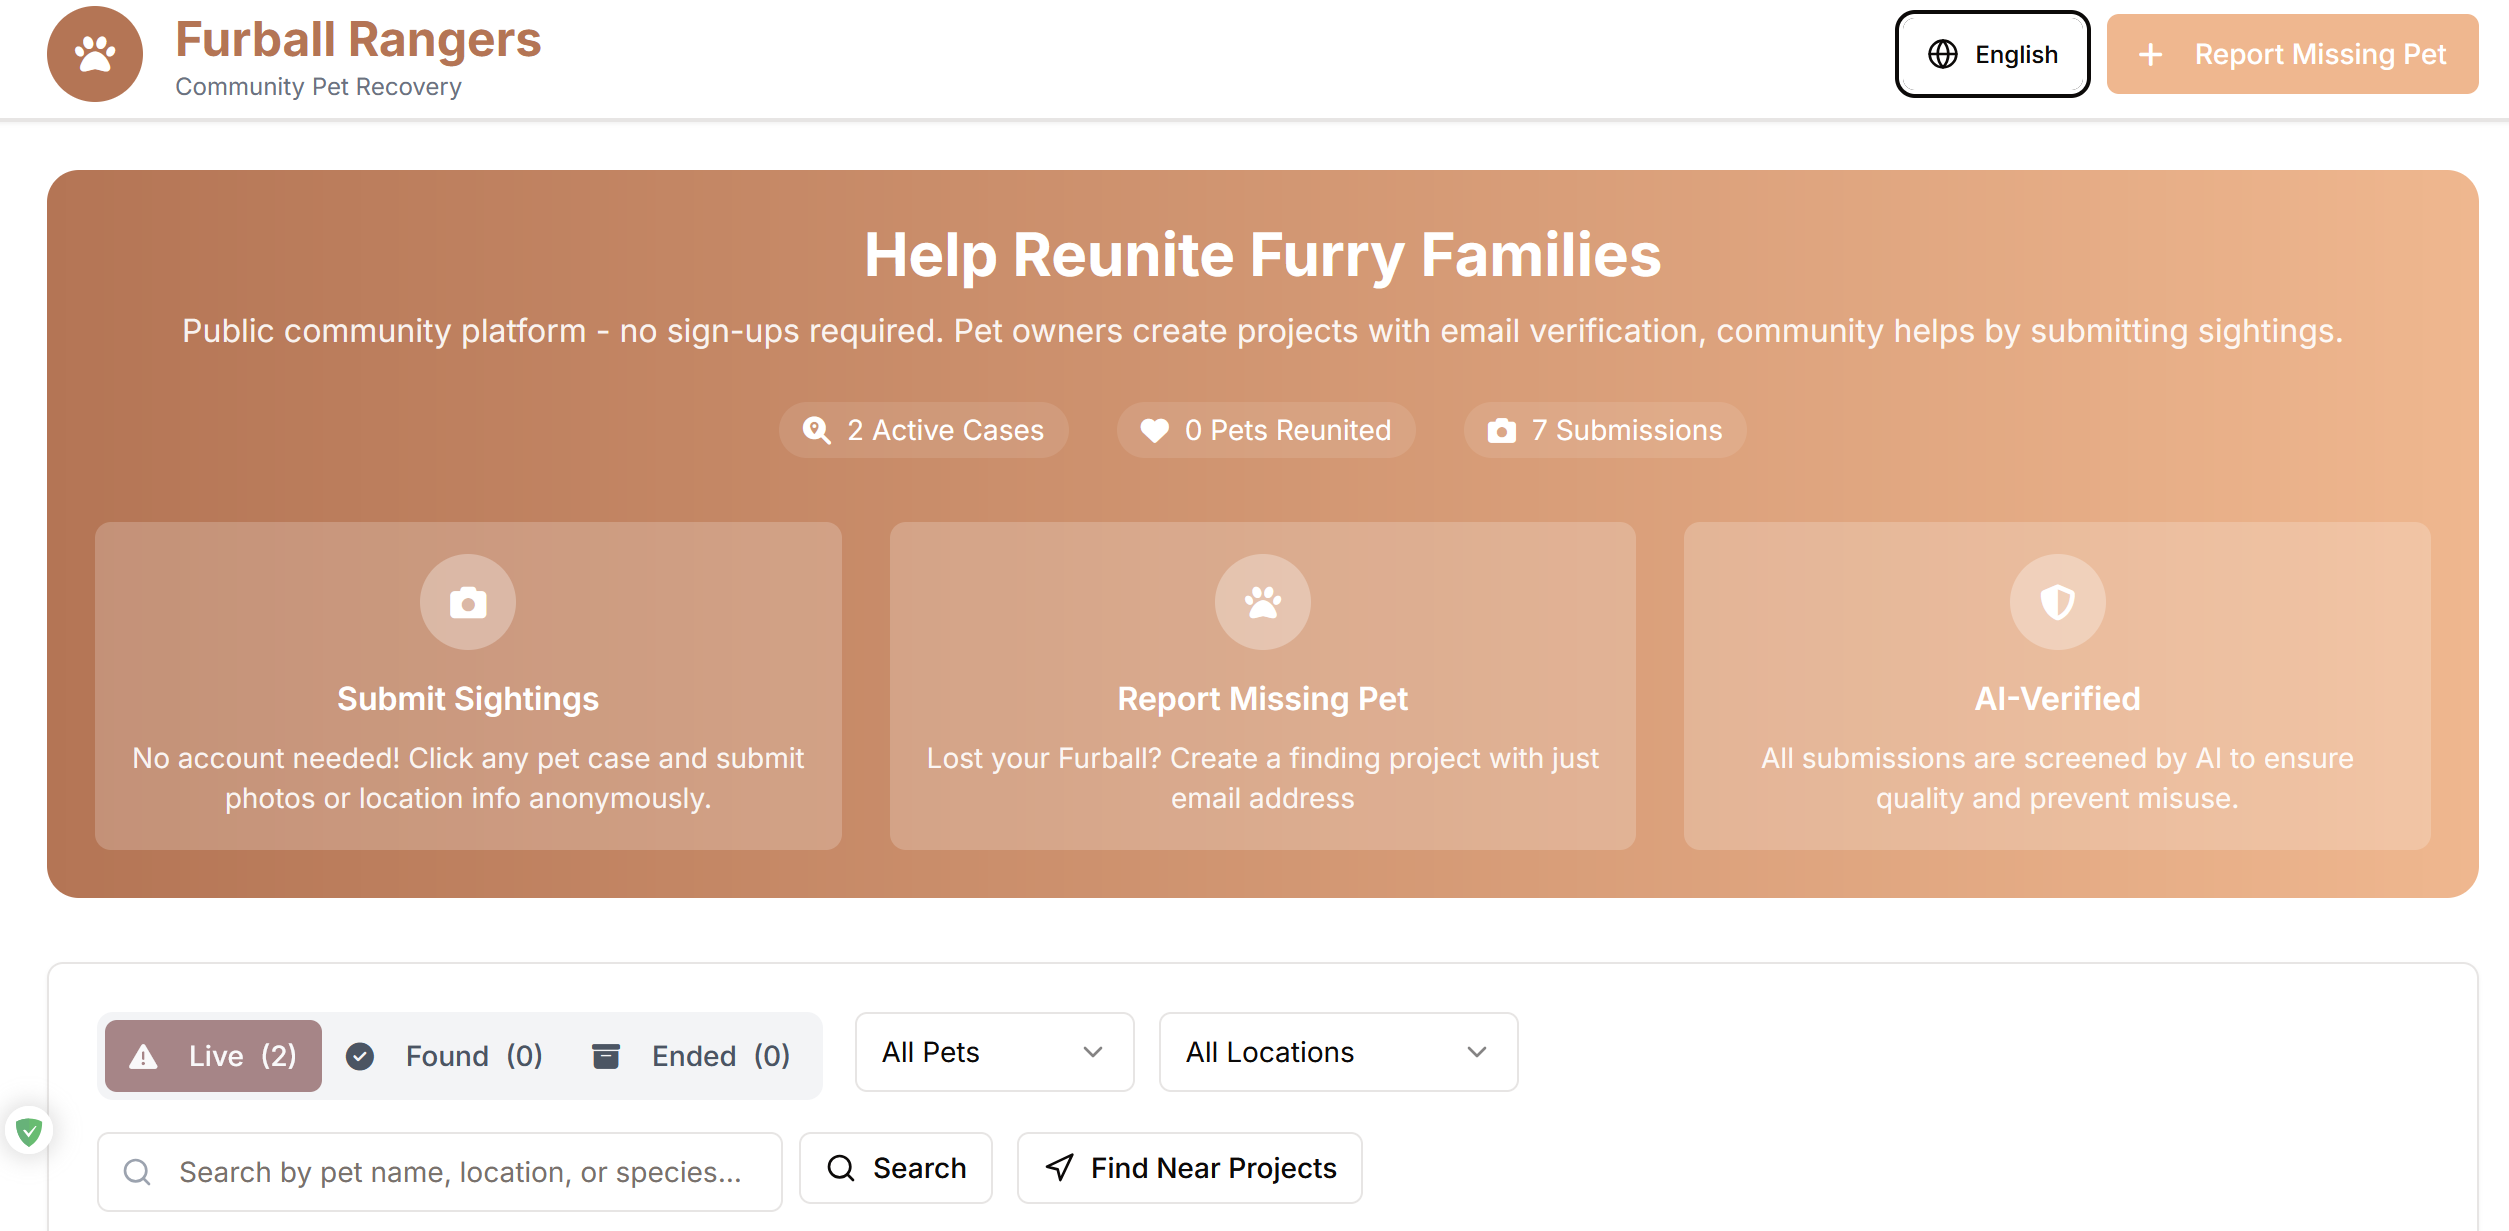 Furball Rangers
Community Pet Recovery
English
Report Missing Pet
Help Reunite Furry Families
Public community platform - no sign-ups required. Pet owners create projects with email verification, community helps by submitting sightings.
2 Active Cases
0 Pets Reunited
7 Submissions
Submit Sightings
No account needed! Click any pet case and submit
photos or location info anonymously.
Report Missing Pet
Lost your Furball? Create a finding project with just
email address
AI-Verified
All submissions are screened by AI to ensure
quality and prevent misuse.
Live (2)
Found (0)
Ended (0)
All Pets
All Locations
Search by pet name, location, or species...
Search
Find Near Projects